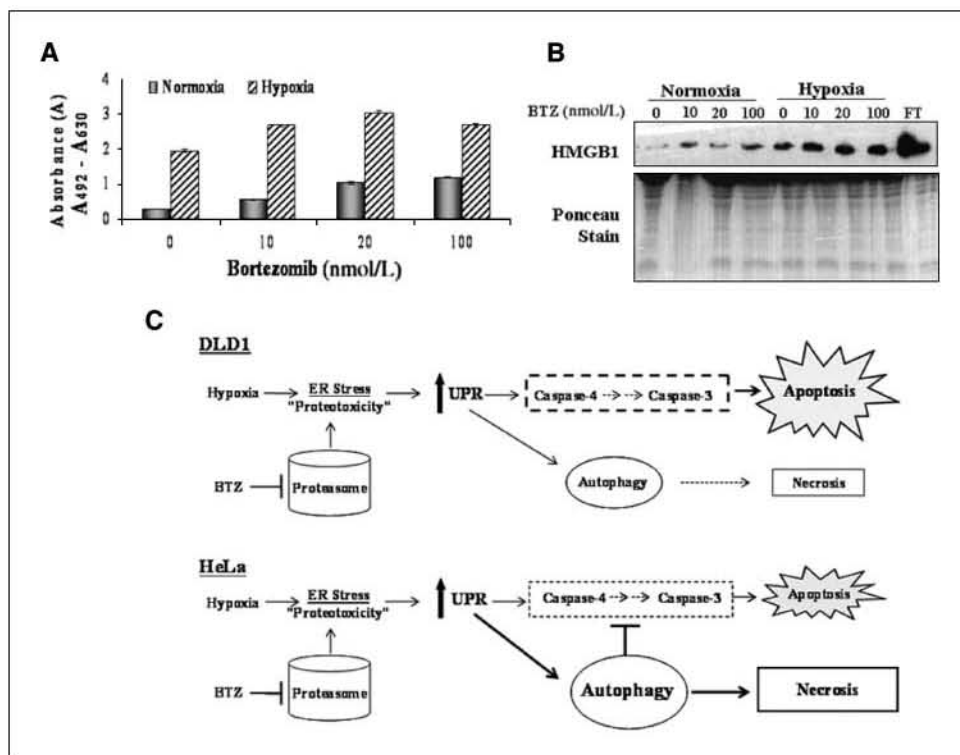 A
Normoxia Hypoxia
Absorbance (A)
A492 - A630
4
3
2
1
0
0 10 20 100
Bortezomib (nmol/L)
B
Normoxia Hypoxia
BTZ (nmol/L) 0 10 20 100 0 10 20 100 FT
HMGB1
Ponceau
Stain
C
DLD1
Hypoxia ER Stress UPR Caspase-4 Caspase-3 Apoptosis
"Proteotoxicity"
BTZ Proteasome Autophagy Necrosis
HeLa
Hypoxia ER Stress UPR Caspase-4 Caspase-3 Apoptosis
"Proteotoxicity"
BTZ Proteasome Autophagy Necrosis